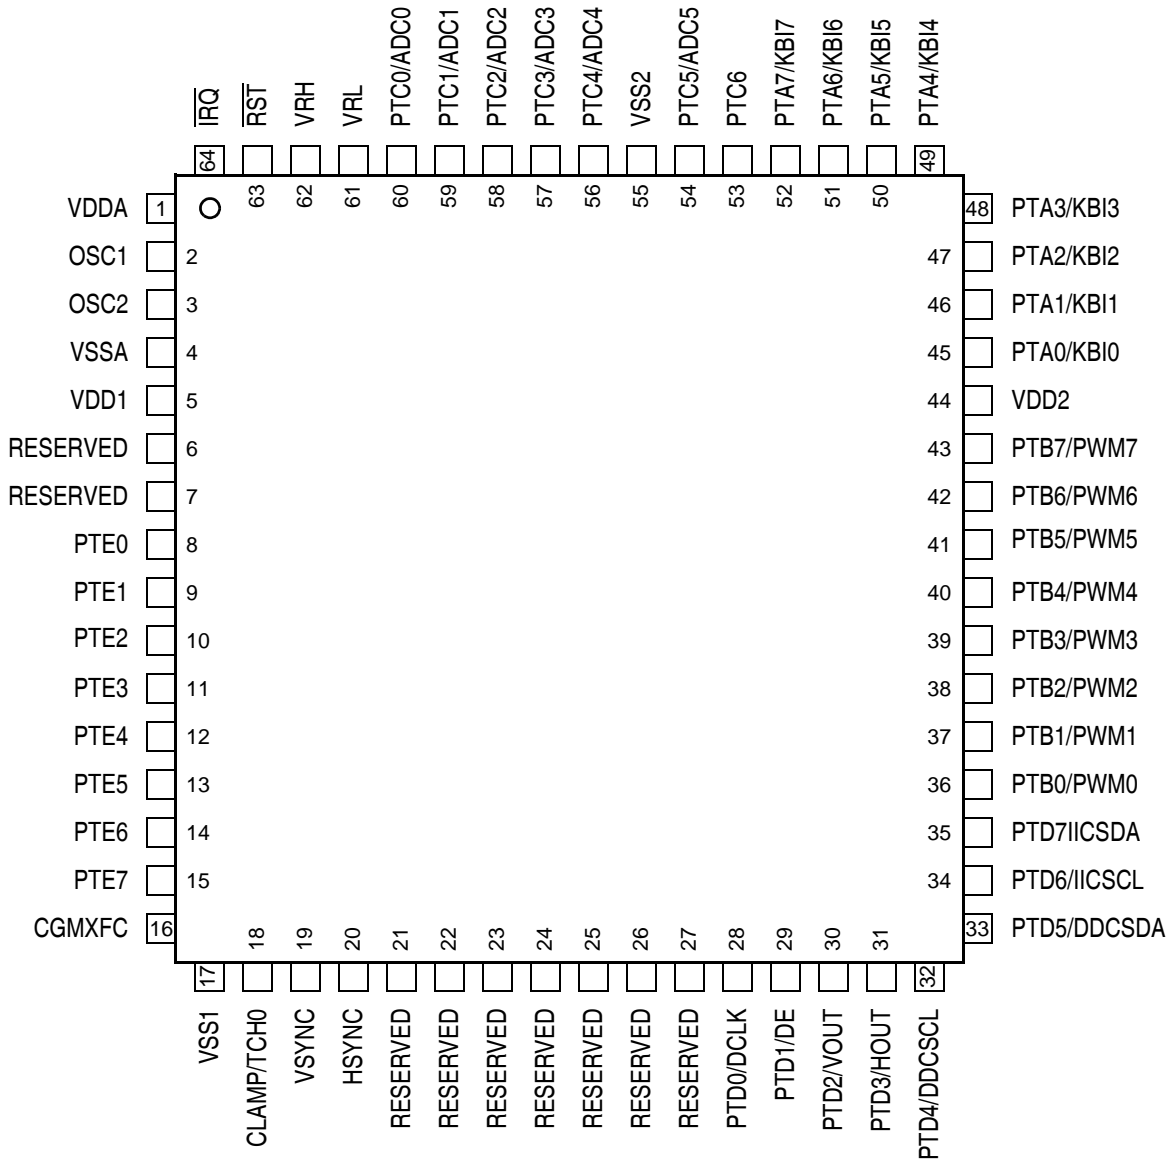 IRQ
RST
VRH
VRL
PTC0/ADC0
PTC1/ADC1
PTC2/ADC2
PTC3/ADC3
PTC4/ADC4
VSS2
PTC5/ADC5
PTC6
PTA7/KBI7
PTA6/KBI6
PTA5/KBI5
PTA4/KBI4
64
63
62
61
60
59
58
57
56
55
54
53
52
51
50
49
VDDA 1
OSC1 2
OSC2 3
VSSA 4
VDD1 5
RESERVED 6
RESERVED 7
PTE0 8
PTE1 9
PTE2 10
PTE3 11
PTE4 12
PTE5 13
PTE6 14
PTE7 15
CGMXFC 16
48 PTA3/KBI3
47 PTA2/KBI2
46 PTA1/KBI1
45 PTA0/KBI0
44 VDD2
43 PTB7/PWM7
42 PTB6/PWM6
41 PTB5/PWM5
40 PTB4/PWM4
39 PTB3/PWM3
38 PTB2/PWM2
37 PTB1/PWM1
36 PTB0/PWM0
35 PTD7IICSDA
34 PTD6/IICSCL
33 PTD5/DDCSDA
17
18
19
20
21
22
23
24
25
26
27
28
29
30
31
32
VSS1
CLAMP/TCH0
VSYNC
HSYNC
RESERVED
RESERVED
RESERVED
RESERVED
RESERVED
RESERVED
RESERVED
PTD0/DCLK
PTD1/DE
PTD2/VOUT
PTD3/HOUT
PTD4/DDCSCL